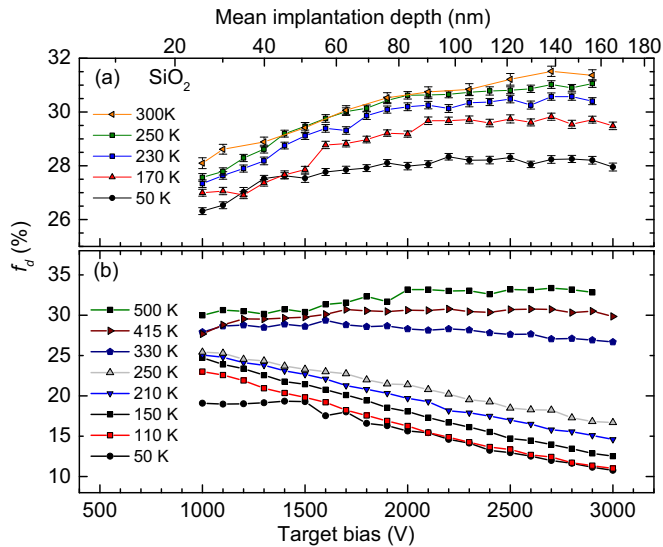 Mean implantation depth (nm)
20 40 60 80 100 120 140 160 180
(a) SiO2
32
30
28
26
300K
250 K
230 K
170 K
50 K
fd (%)
(b)
35
30
25
20
15
10
500 K
415 K
330 K
250 K
210 K
150 K
110 K
50 K
500 1000 1500 2000 2500 3000
Target bias (V)